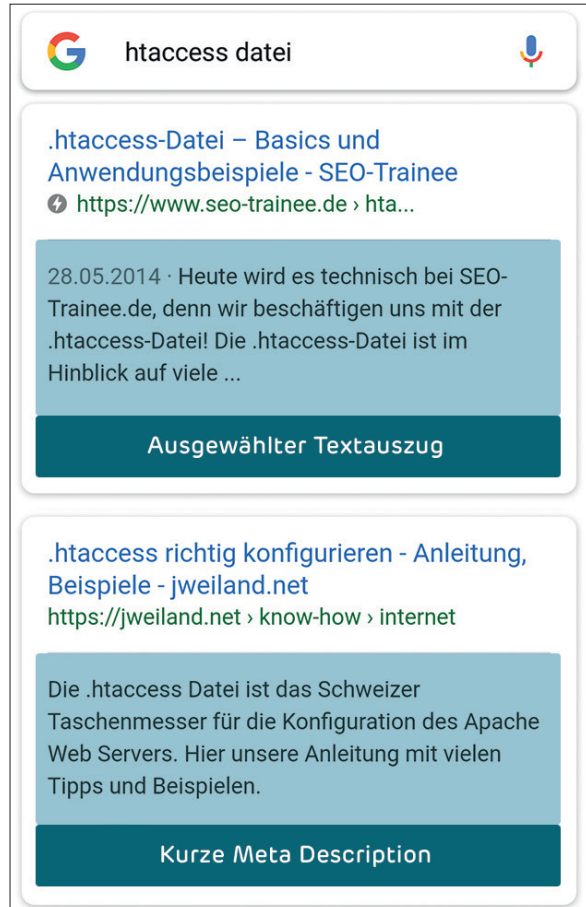 htaccess datei
.htaccess-Datei – Basics und
Anwendungsbeispiele - SEO-Trainee
https://www.seo-trainee.de › hta...
28.05.2014 · Heute wird es technisch bei SEO-
Trainee.de, denn wir beschäftigen uns mit der
.htaccess-Datei! Die .htaccess-Datei ist im
Hinblick auf viele ...
Ausgewählter Textauszug
.htaccess richtig konfigurieren - Anleitung,
Beispiele - jweiland.net
https://jweiland.net › know-how › internet
Die .htaccess Datei ist das Schweizer
Taschenmesser für die Konfiguration des Apache
Web Servers. Hier unsere Anleitung mit vielen
Tipps und Beispielen.
Kurze Meta Description